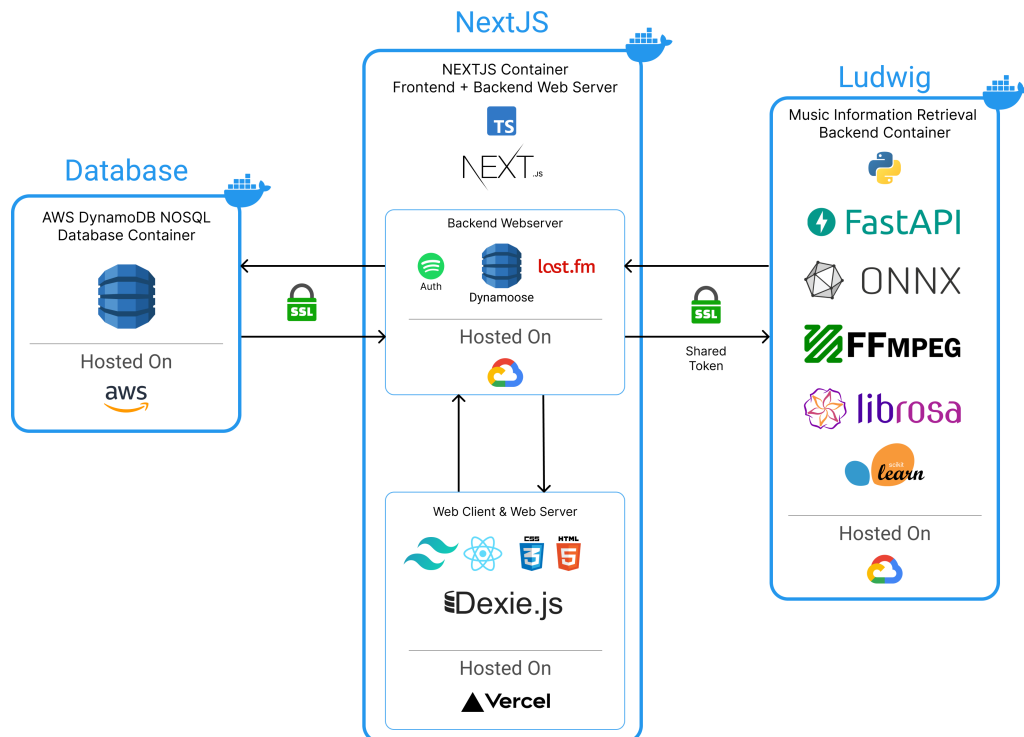 Database
AWS DynamoDB NOSQL
Database Container
Hosted On
aws
SSL
NextJS
NEXTJS Container
Frontend + Backend Web Server
TS
NEXT.JS
Backend Webserver
Auth
Dynamoose
last.fm
Hosted On
Web Client & Web Server
CSS
3
HTML
5
Dexie.js
Hosted On
Vercel
SSL
Shared
Token
Ludwig
Music Information Retrieval
Backend Container
FastAPI
ONNX
FFMPEG
librosa
scikit
learn
Hosted On